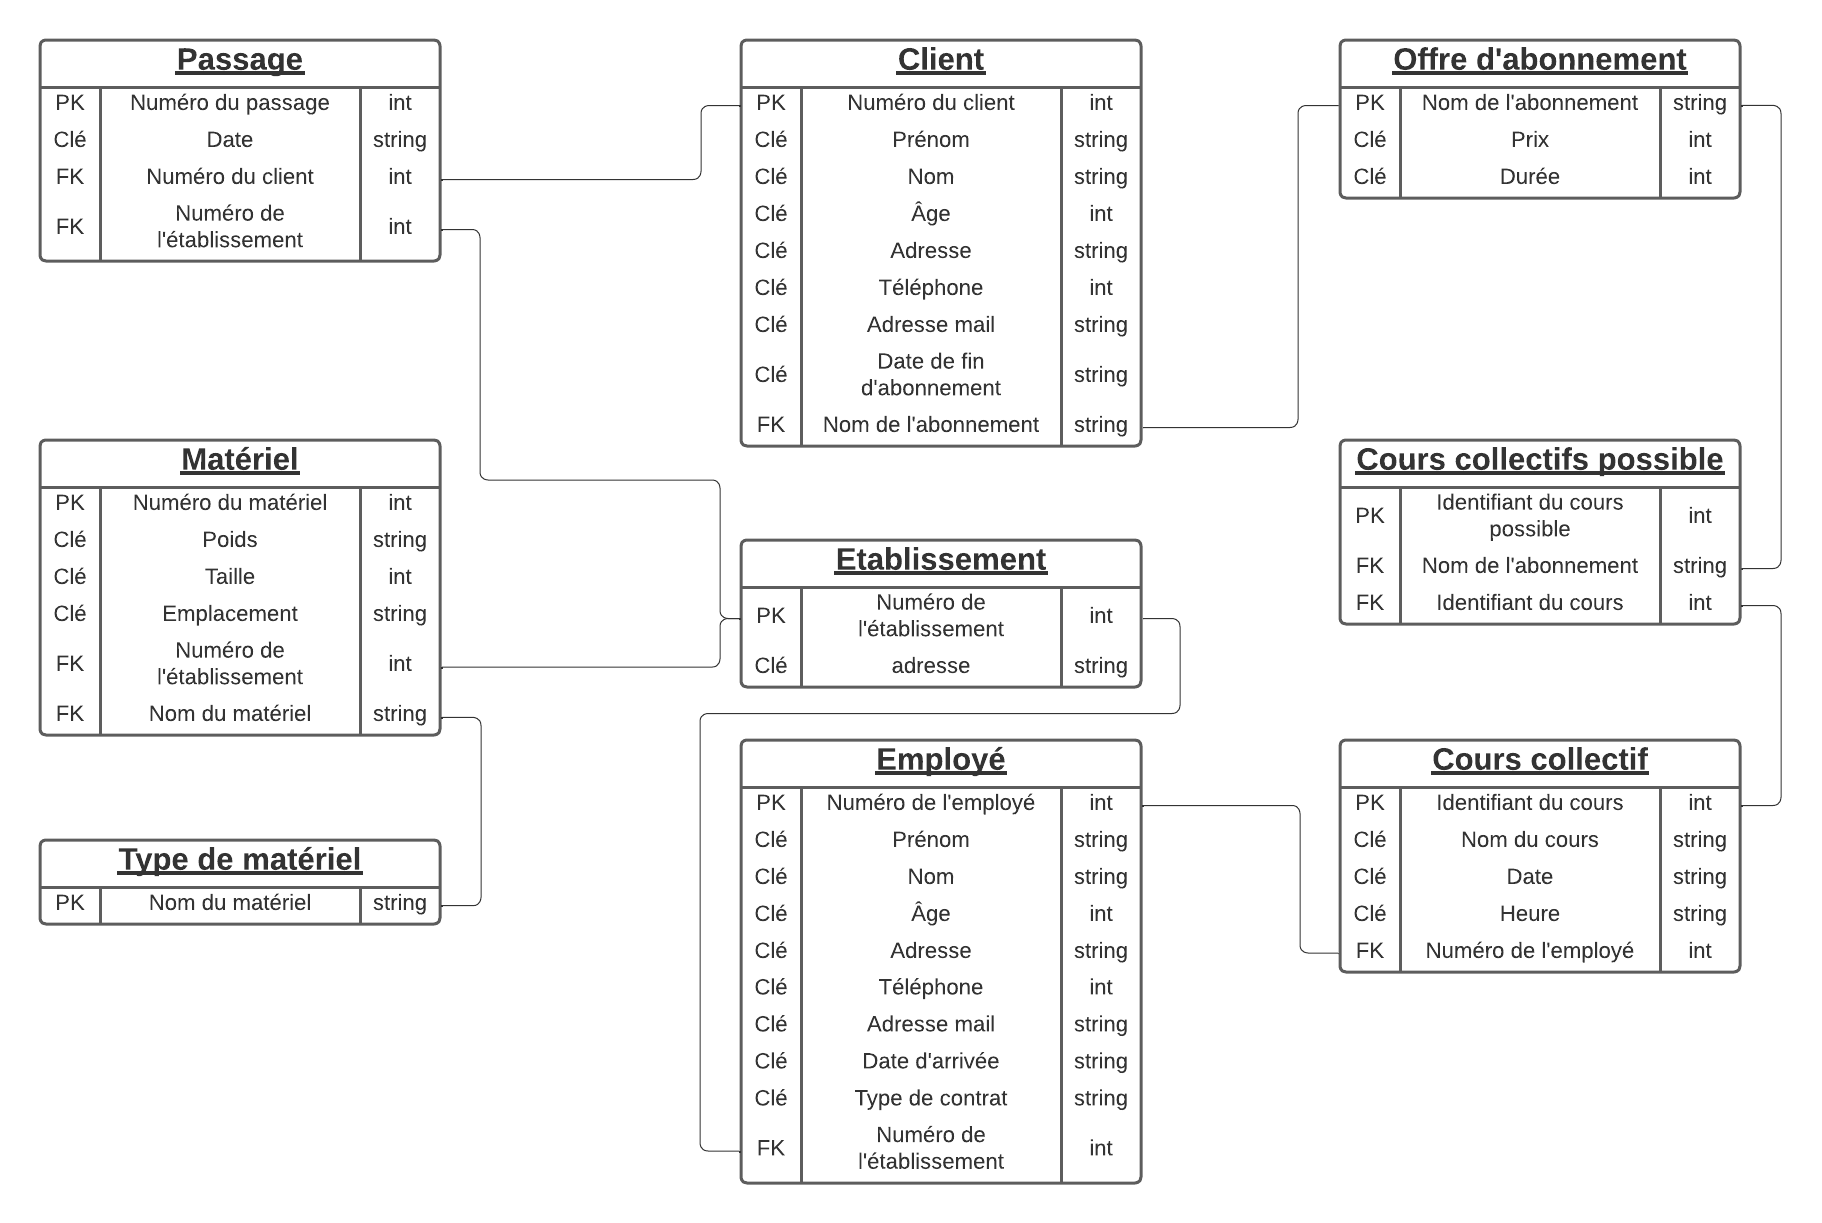 Passage
PK Numéro du passage int
Clé Date string
FK Numéro du client int
FK Numéro de
l'établissement int
Client
PK Numéro du client int
Clé Prénom string
Clé Nom string
Clé Âge int
Clé Adresse string
Clé Téléphone int
Clé Adresse mail string
Clé Date de fin
d'abonnement string
FK Nom de l'abonnement string
Offre d'abonnement
PK Nom de l'abonnement string
Clé Prix int
Clé Durée int
Matériel
PK Numéro du matériel int
Clé Poids string
Clé Taille int
Clé Emplacement string
FK Numéro de
l'établissement int
FK Nom du matériel string
Etablissement
PK Numéro de
l'établissement int
Clé adresse string
Cours collectifs possible
PK Identifiant du cours
possible int
FK Nom de l'abonnement string
FK Identifiant du cours int
Type de matériel
PK Nom du matériel string
Employé
PK Numéro de l'employé int
Clé Prénom string
Clé Nom string
Clé Âge int
Clé Adresse string
Clé Téléphone int
Clé Adresse mail string
Clé Date d'arrivée string
Clé Type de contrat string
FK Numéro de
l'établissement int
Cours collectif
PK Identifiant du cours int
Clé Nom du cours string
Clé Date string
Clé Heure string
FK Numéro de l'employé int